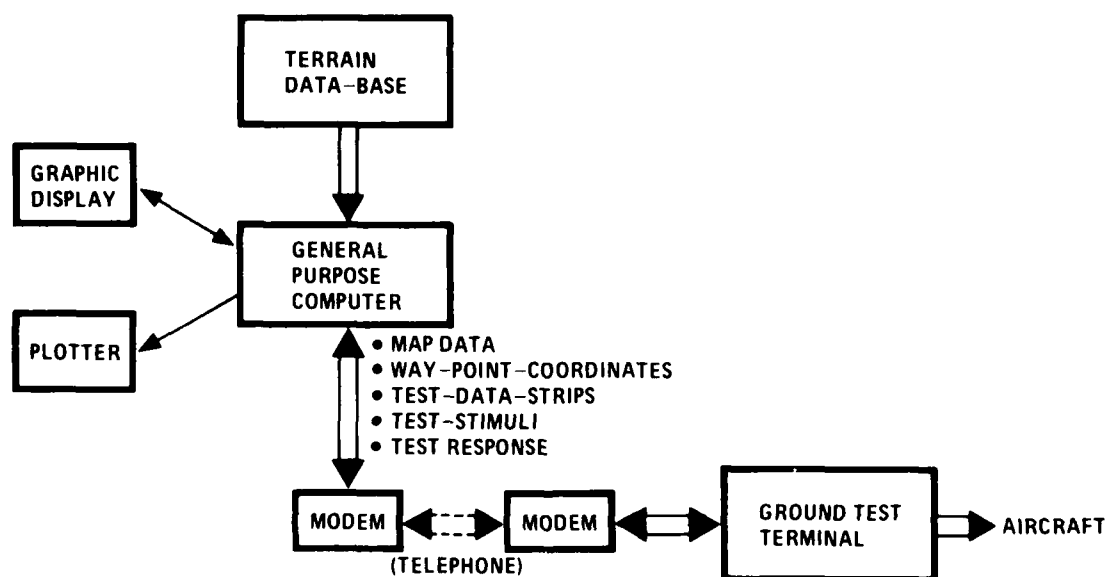 TERRAIN
DATA-BASE
GRAPHIC
DISPLAY
GENERAL
PURPOSE
COMPUTER
PLOTTER
• MAP DATA
• WAY-POINT-COORDINATES
• TEST-DATA-STRIPS
• TEST-STIMULI
• TEST RESPONSE
MODEM
(TELEPHONE)
MODEM
GROUND TEST
TERMINAL
AIRCRAFT